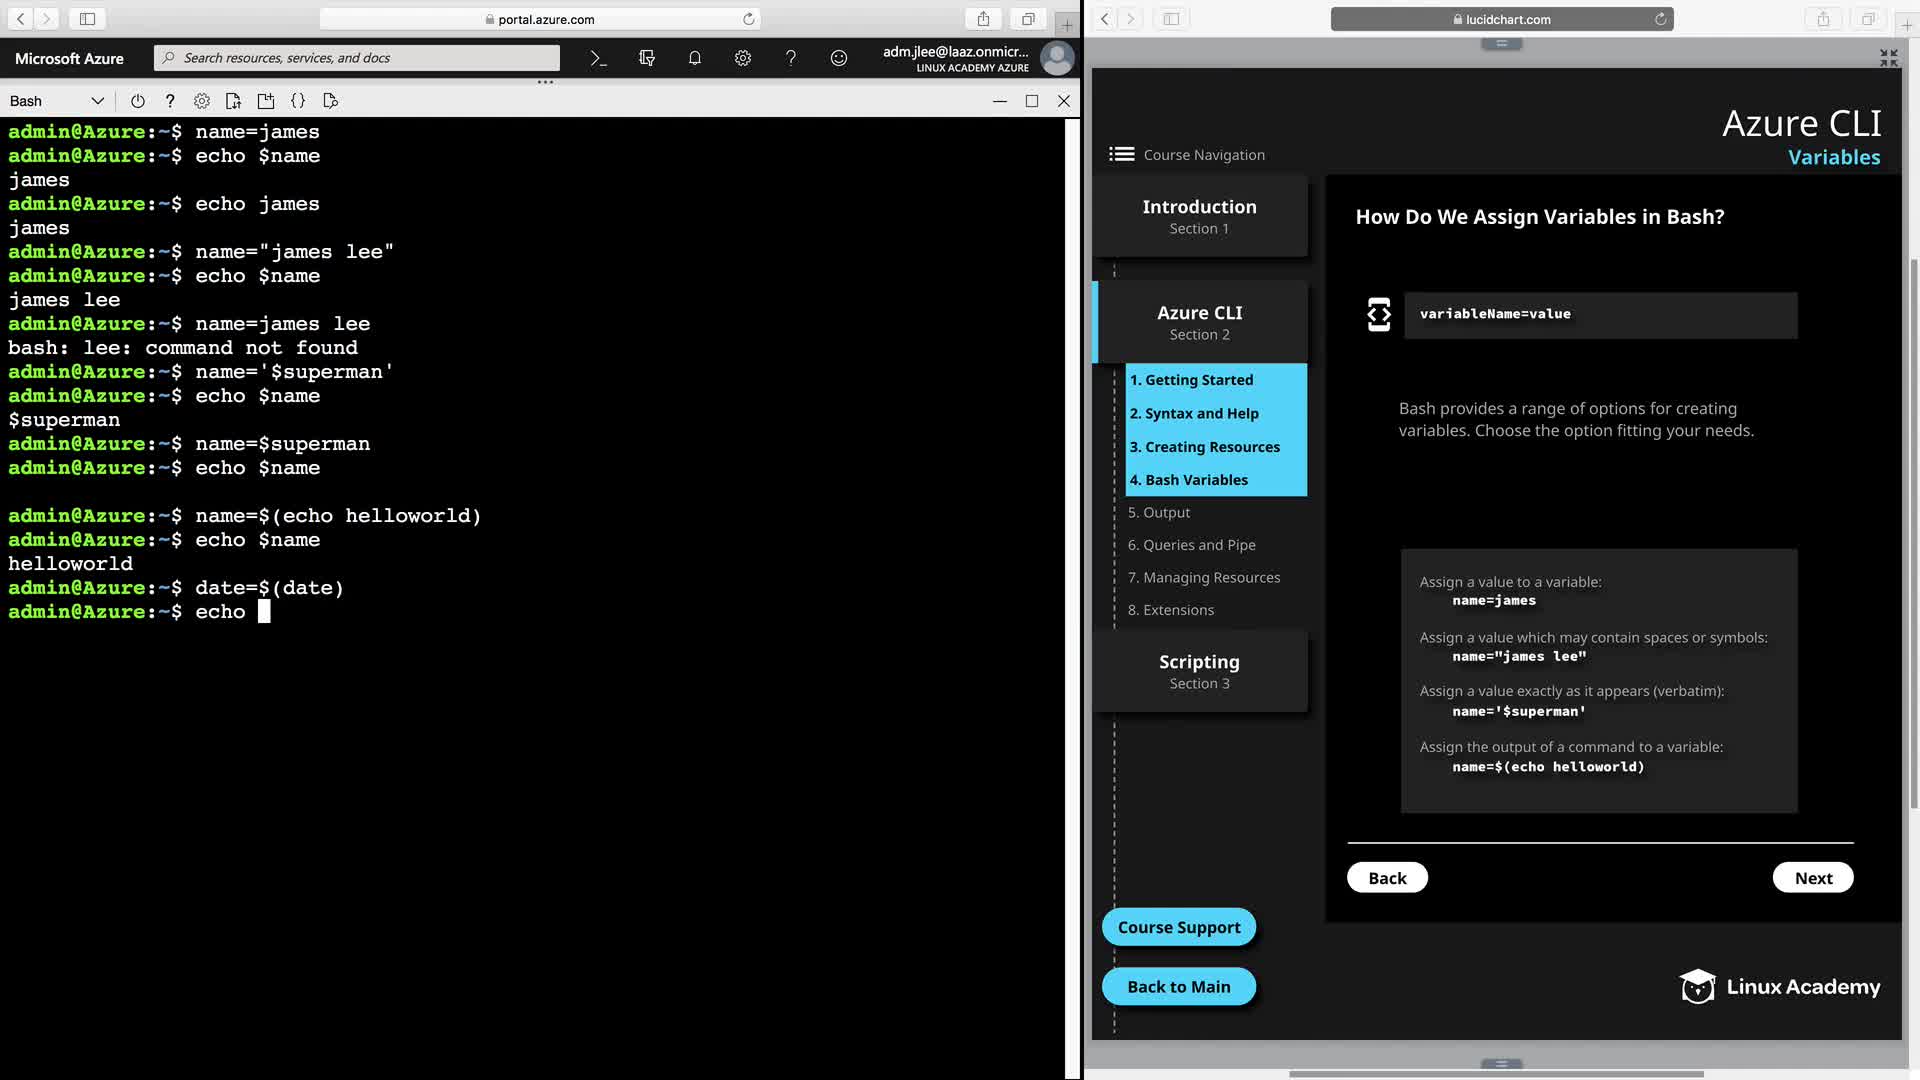 portal.azure.com
Microsoft Azure
Search resources, services, and docs
adm.jlee@laaz.onmicr...
LINUX ACADEMY AZURE
Bash
admin@Azure:~$ name=james
admin@Azure:~$ echo $name
james
admin@Azure:~$ echo james
james
admin@Azure:~$ name="james lee"
admin@Azure:~$ echo $name
james lee
admin@Azure:~$ name=james lee
bash: lee: command not found
admin@Azure:~$ name='$superman'
admin@Azure:~$ echo $name
$superman
admin@Azure:~$ name=$superman
admin@Azure:~$ echo $name
admin@Azure:~$ name=$(echo helloworld)
admin@Azure:~$ echo $name
helloworld
admin@Azure:~$ date=$(date)
admin@Azure:~$ echo
lucidchart.com
Azure CLI
Variables
Course Navigation
Introduction
Section 1
Azure CLI
Section 2
1. Getting Started
2. Syntax and Help
3. Creating Resources
4. Bash Variables
5. Output
6. Queries and Pipe
7. Managing Resources
8. Extensions
Scripting
Section 3
Course Support
Back to Main
How Do We Assign Variables in Bash?
variableName=value
Bash provides a range of options for creating
variables. Choose the option fitting your needs.
Assign a value to a variable:
name=james
Assign a value which may contain spaces or symbols:
name="james lee"
Assign a value exactly as it appears (verbatim):
name='$superman'
Assign the output of a command to a variable:
name=$(echo helloworld)
Back
Next
Linux Academy